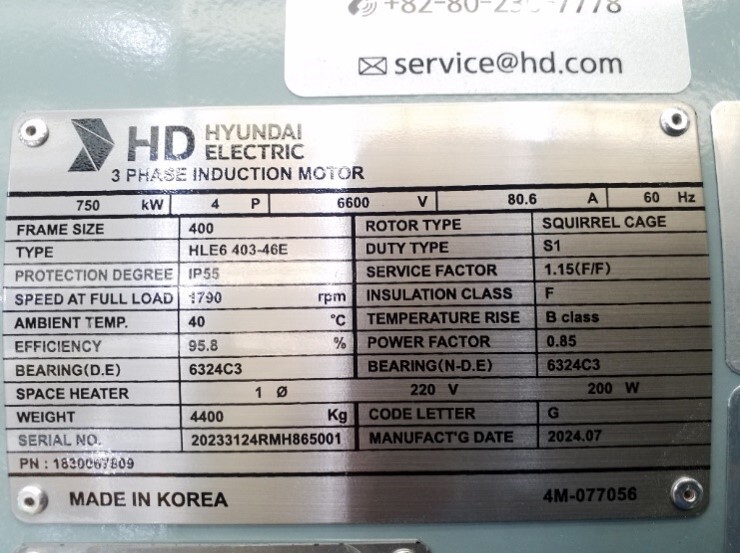 service@hd.com
HD HYUNDAI
ELECTRIC
3 PHASE INDUCTION MOTOR
750 kW 4 P 6600 V 80.6 A 60 Hz
FRAME SIZE 400 ROTOR TYPE SQUIRREL CAGE
TYPE HLE6 403-46E DUTY TYPE S1
PROTECTION DEGREE IP55 SERVICE FACTOR 1.15(F/F)
SPEED AT FULL LOAD 1790 rpm INSULATION CLASS F
AMBIENT TEMP. 40 °C TEMPERATURE RISE B class
EFFICIENCY 95.8 % POWER FACTOR 0.85
BEARING(D.E) 6324C3 BEARING(N-D.E) 6324C3
SPACE HEATER 1 Ø 220 V 200 W
WEIGHT 4400 Kg CODE LETTER G
SERIAL NO. 20233124RMH865001 MANUFACT'G DATE 2024.07
PN : 1830067809
MADE IN KOREA 4M-077056